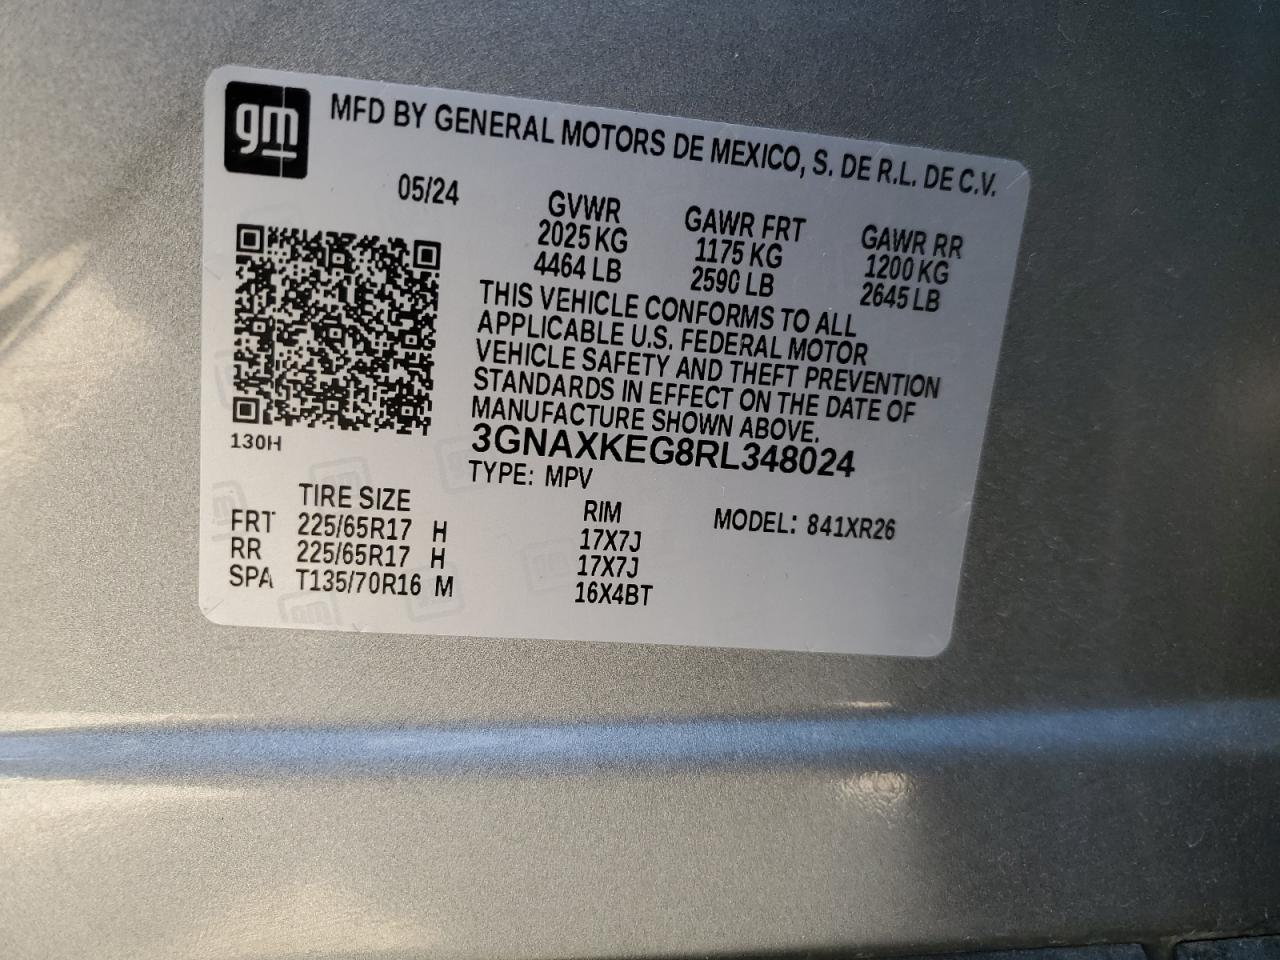 gm
MFD BY GENERAL MOTORS DE MEXICO, S. DE R.L. DE C.V.
05/24 GVWR GAWR FRT GAWR RR
2025 KG 1175 KG 1200 KG
4464 LB 2590 LB 2645 LB
THIS VEHICLE CONFORMS TO ALL
APPLICABLE U.S. FEDERAL MOTOR
VEHICLE SAFETY AND THEFT PREVENTION
STANDARDS IN EFFECT ON THE DATE OF
MANUFACTURE SHOWN ABOVE.
130H
3GNAXKEG8RL348024
TYPE: MPV
TIRE SIZE RIM MODEL: 841XR26
FRT 225/65R17 H 17X7J
RR 225/65R17 H 17X7J
SPA T135/70R16 M 16X4BT